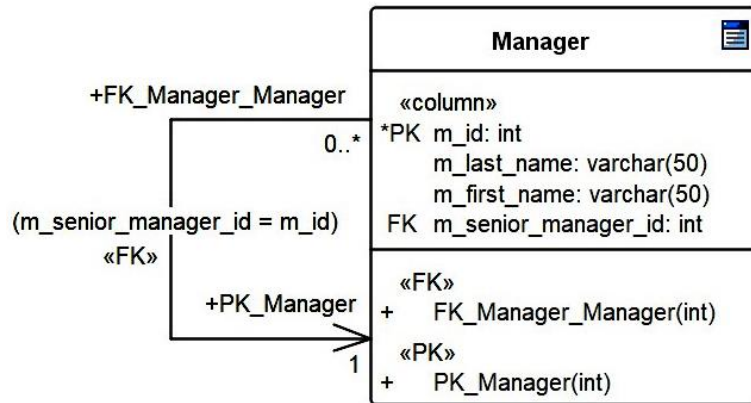 Manager
+FK_Manager_Manager
0..*
(m_senior_manager_id = m_id)
«FK»
+PK_Manager
1
«column»
*PK m_id: int
m_last_name: varchar(50)
m_first_name: varchar(50)
FK m_senior_manager_id: int
«FK»
+ FK_Manager_Manager(int)
«PK»
+ PK_Manager(int)